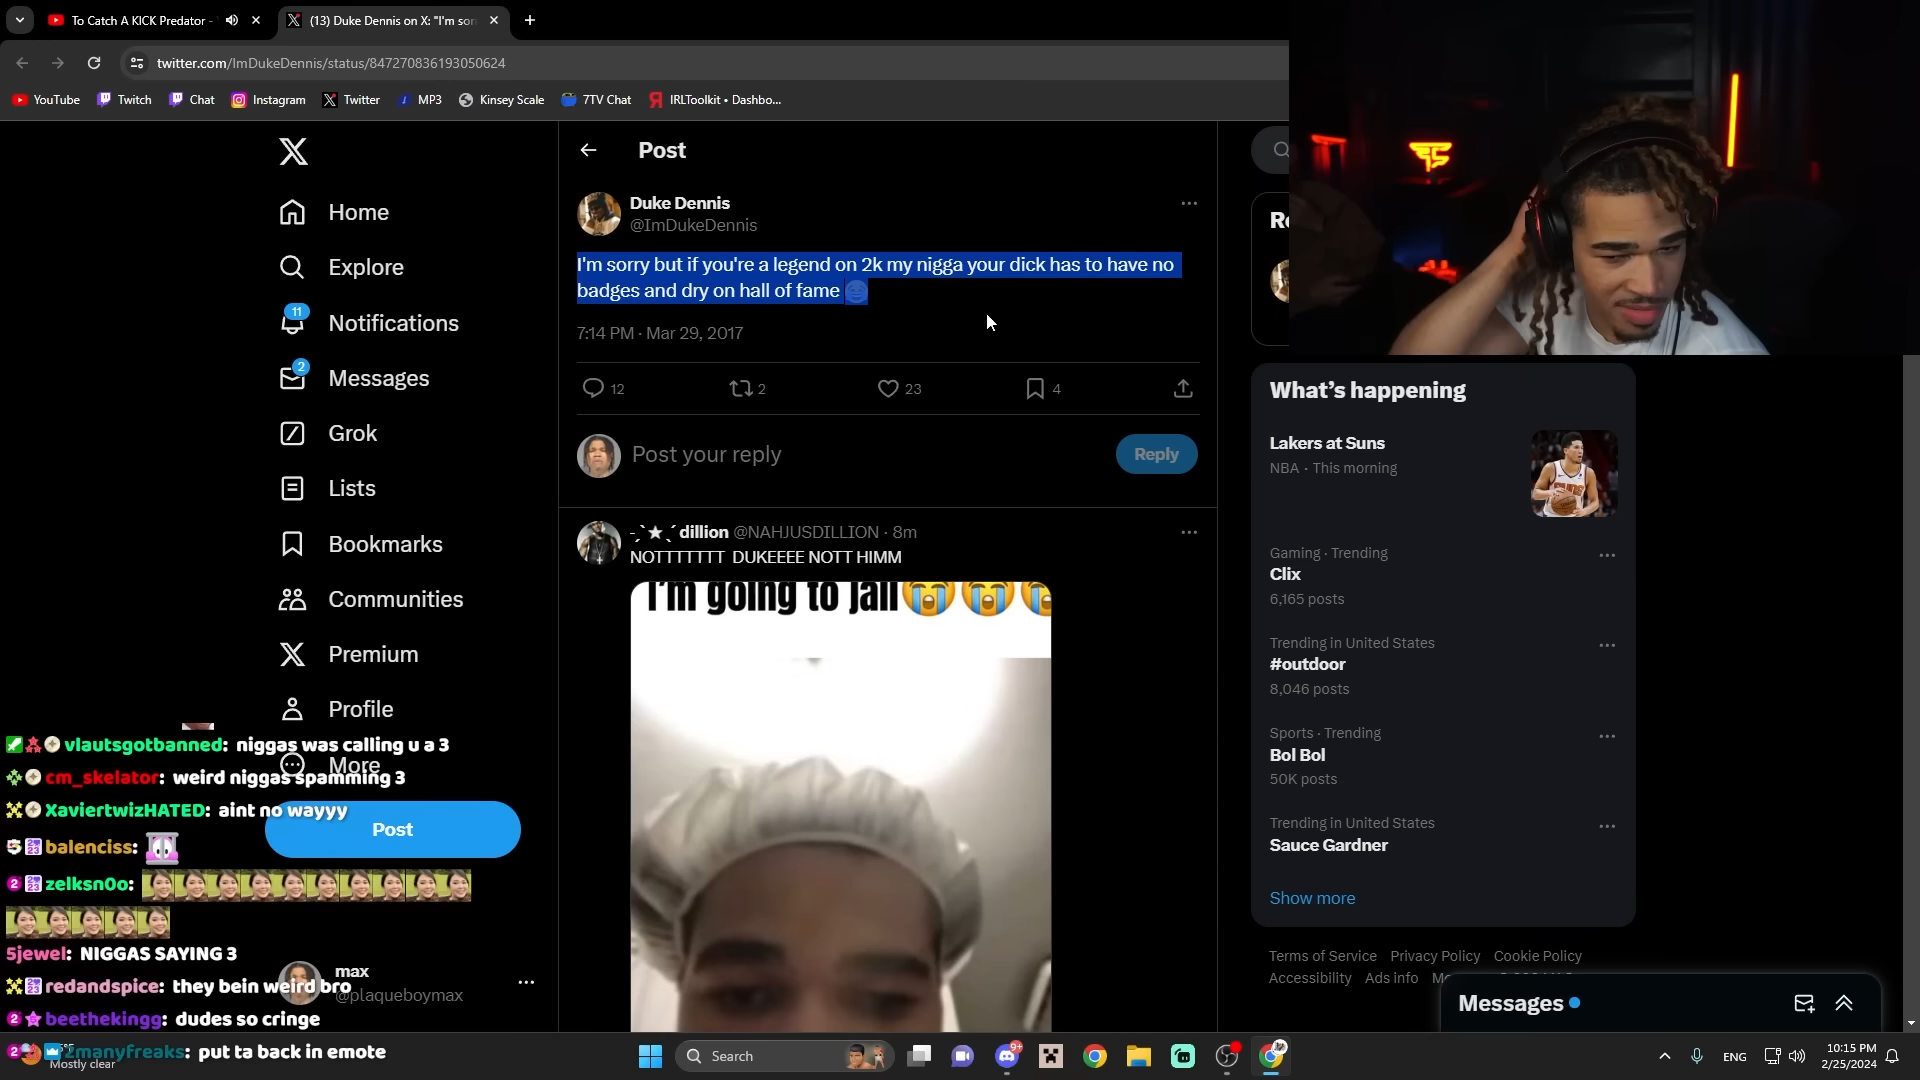 To Catch A KICK Predator -
(13) Duke Dennis on X: "I'm sor
twitter.com/ImDukeDennis/status/847270836193050624
YouTube
Twitch
Chat
Instagram
Twitter
MP3
Kinsey Scale
7TV Chat
IRLToolkit • Dashbo...
Home
Explore
11
Notifications
2
Messages
Grok
Lists
Bookmarks
Communities
Premium
Profile
More
Post
max
@plaqueboymax
Post
Duke Dennis
@ImDukeDennis
I'm sorry but if you're a legend on 2k my nigga your dick has to have no
badges and dry on hall of fame
7:14 PM · Mar 29, 2017
12
2
23
4
Post your reply
Reply
-ˏˋ★ˎˊ dillion @NAHJUSDILLION · 8m
NOTTTTTTT DUKEEEE NOTT HIMM
I'm going to jail😭😭😭
Re
What's happening
Lakers at Suns
NBA · This morning
Gaming · Trending
Clix
6,165 posts
Trending in United States
#outdoor
8,046 posts
Sports · Trending
Bol Bol
50K posts
Trending in United States
Sauce Gardner
Show more
Terms of Service Privacy Policy Cookie Policy
Accessibility Ads info
Messages
vlautsgotbanned: niggas was calling u a 3
cm_skelator: weird niggas spamming 3
XaviertwizHATED: aint no wayyy
balenciss:
zelksn0o:
5jewel: NIGGAS SAYING 3
redandspice: they bein weird bro
beethekingg: dudes so cringe
2manyfreaks: put ta back in emote
Mostly clear
Search
9+
ENG
10:15 PM
2/25/2024